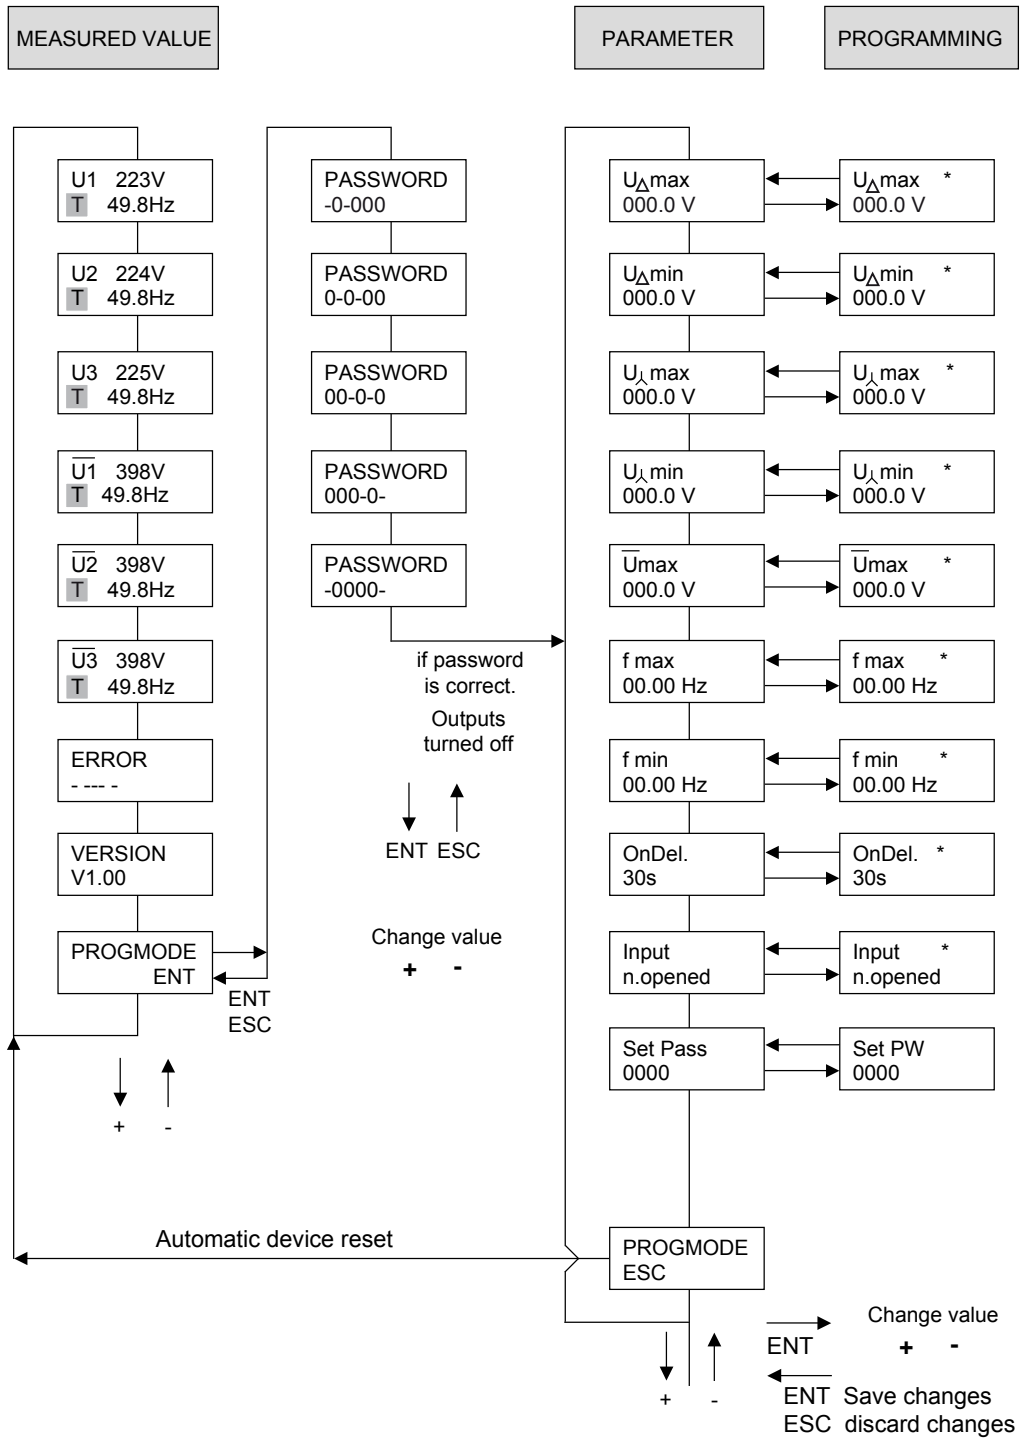 MEASURED VALUE
PARAMETER
PROGRAMMING
U1 223V
T 49.8Hz
U2 224V
T 49.8Hz
U3 225V
T 49.8Hz
U̅1̅ 398V
T 49.8Hz
U̅2̅ 398V
T 49.8Hz
U̅3̅ 398V
T 49.8Hz
ERROR
- --- -
VERSION
V1.00
PROGMODE
ENT
ENT
ESC
+ -
PASSWORD
-0-000
PASSWORD
0-0-00
PASSWORD
00-0-0
PASSWORD
000-0-
PASSWORD
-0000-
if password
is correct.
Outputs
turned off
ENT ESC
Change value
+ -
U△max
000.0 V
U△min
000.0 V
U⅄max
000.0 V
U⅄min
000.0 V
U̅max
000.0 V
f max
00.00 Hz
f min
00.00 Hz
OnDel.
30s
Input
n.opened
Set Pass
0000
PROGMODE
ESC
U△max *
000.0 V
U△min *
000.0 V
U⅄max *
000.0 V
U⅄min *
000.0 V
U̅max *
000.0 V
f max *
00.00 Hz
f min *
00.00 Hz
OnDel. *
30s
Input *
n.opened
Set PW
0000
Automatic device reset
+ -
Change value
ENT + -
ENT Save changes
ESC discard changes